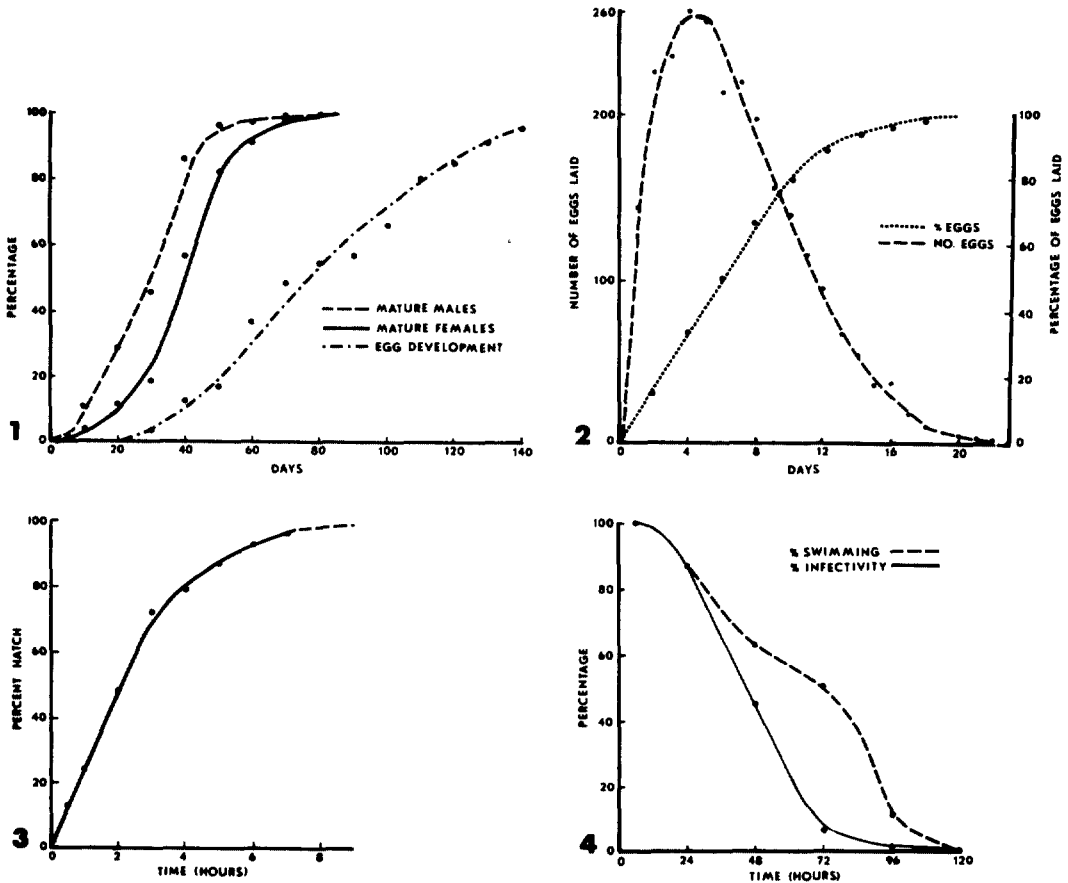 100
80
60
40
20
0
PERCENTAGE
MATURE MALES
MATURE FEMALES
EGG DEVELOPMENT
0 20 40 60 80 100 120 140
DAYS
1
260
200
100
0
NUMBER OF EGGS LAID
% EGGS
NO. EGGS
100
80
60
40
20
0
PERCENTAGE OF EGGS LAID
0 4 8 12 16 20
DAYS
2
100
80
60
40
20
0
PERCENT HATCH
0 2 4 6 8
TIME (HOURS)
3
100
80
60
40
20
0
PERCENTAGE
% SWIMMING
% INFECTIVITY
0 24 48 72 96 120
TIME (HOURS)
4